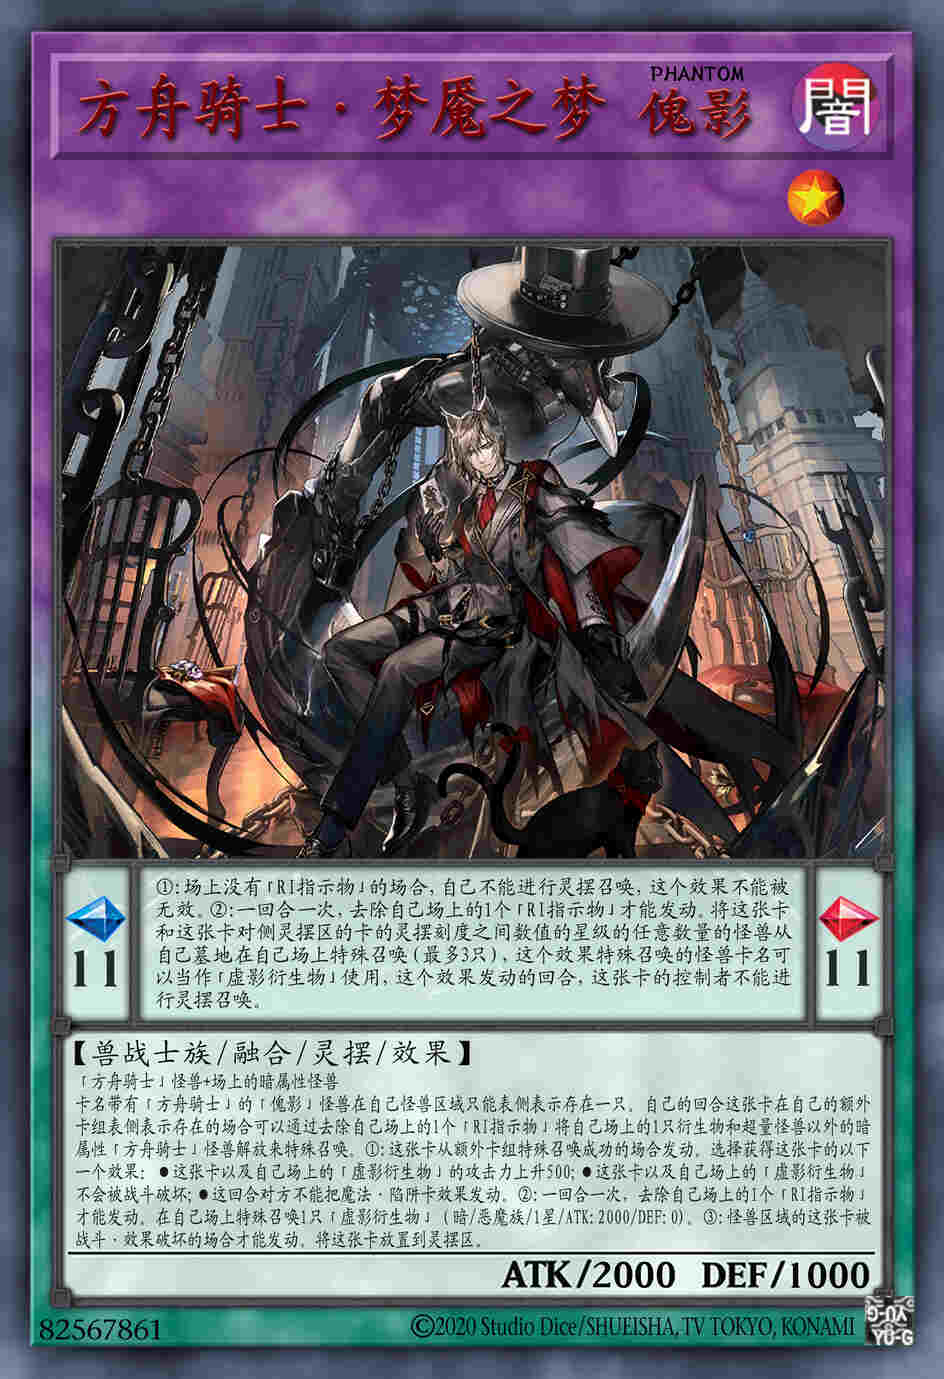 PHANTOM
方舟骑士·梦魇之梦 傀影
闇
①:场上没有「RI指示物」的场合,自己不能进行灵摆召唤,这个效果不能被
无效。②:一回合一次,去除自己场上的1个「RI指示物」才能发动。将这张卡
和这张卡对侧灵摆区的卡的灵摆刻度之间数值的星级的任意数量的怪兽从
自己墓地在自己场上特殊召唤(最多3只),这个效果特殊召唤的怪兽卡名可
以当作「虚影衍生物」使用,这个效果发动的回合,这张卡的控制者不能进
行灵摆召唤。
11
11
【兽战士族/融合/灵摆/效果】
「方舟骑士」怪兽+场上的暗属性怪兽
卡名带有「方舟骑士」的「傀影」怪兽在自己怪兽区域只能表侧表示存在一只。自己的回合这张卡在自己的额外
卡组表侧表示存在的场合可以通过去除自己场上的1个「RI指示物」将自己场上的1只衍生物和超量怪兽以外的暗
属性「方舟骑士」怪兽解放来特殊召唤。①:这张卡从额外卡组特殊召唤成功的场合发动。选择获得这张卡的以下
一个效果: ●这张卡以及自己场上的「虚影衍生物」的攻击力上升500;●这张卡以及自己场上的「虚影衍生物」
不会被战斗破坏;●这回合对方不能把魔法·陷阱卡效果发动。②:一回合一次,去除自己场上的1个「RI指示物」
才能发动。在自己场上特殊召唤1只「虚影衍生物」(暗/恶魔族/1星/ATK:2000/DEF:0)。③:怪兽区域的这张卡被
战斗·效果破坏的场合才能发动。将这张卡放置到灵摆区。
ATK/2000 DEF/1000
82567861
©2020 Studio Dice/SHUEISHA, TV TOKYO, KONAMI
YU-G